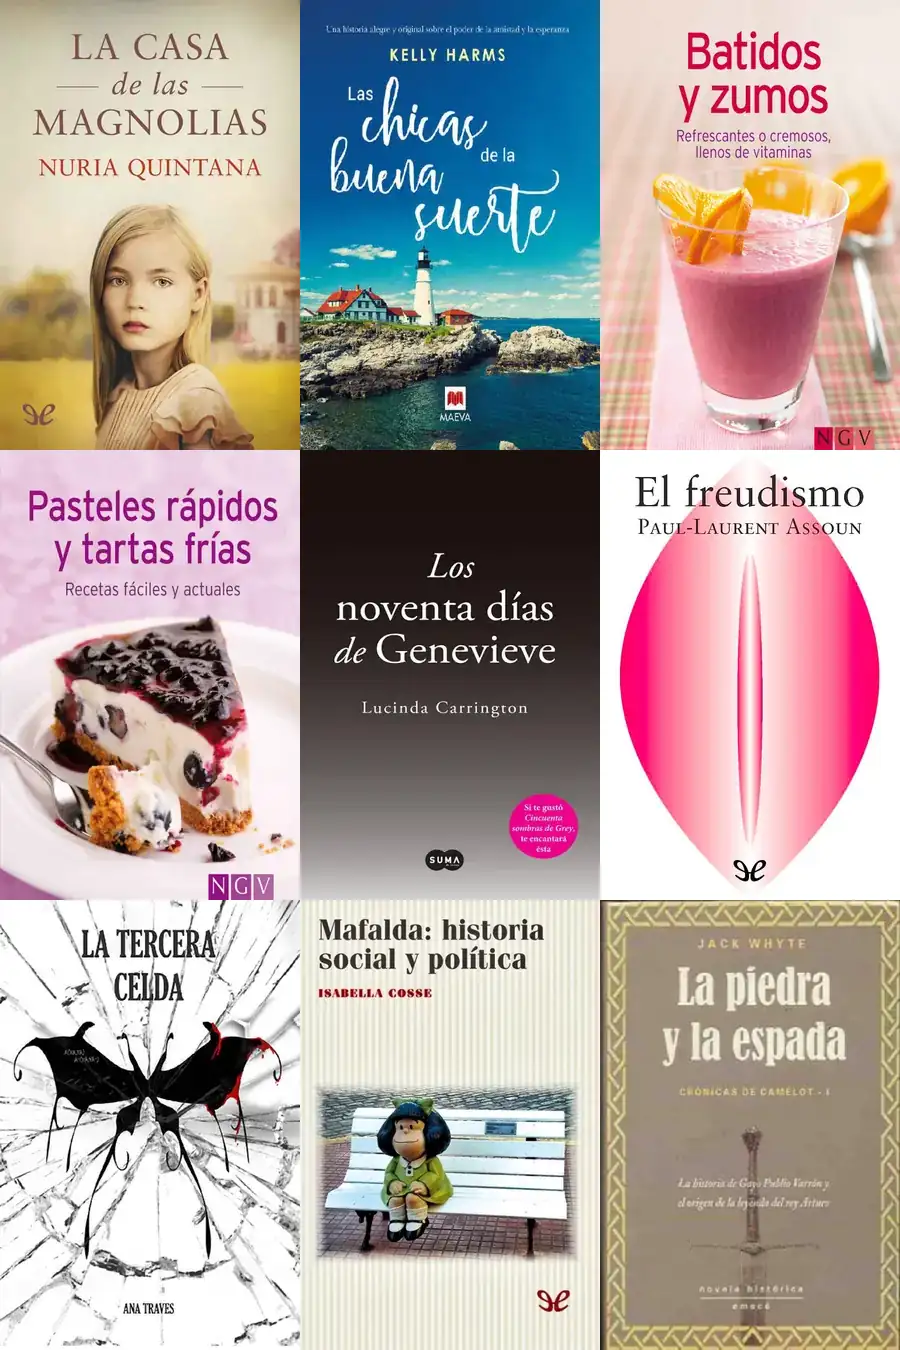 LA CASA
de las
MAGNOLIAS
NURIA QUINTANA
Una historia alegre y original sobre el poder de la amistad y la esperanza
KELLY HARMS
Las
chicas
de la
buena
suerte
MAEVA
Batidos
y zumos
Refrescantes o cremosos,
llenos de vitaminas
NGV
Pasteles rápidos
y tartas frías
Recetas fáciles y actuales
NGV
Los
noventa días
de Genevieve
Lucinda Carrington
Si te gustó
Cincuenta
sombras de Grey,
te encantará
ésta
SUMA
El freudismo
PAUL-LAURENT ASSOUN
LA TERCERA
CELDA
ANA TRAVES
Mafalda: historia
social y política
ISABELLA COSSE
JACK WHYTE
La piedra
y la espada
CRÓNICAS DE CAMELOT - I
La historia de Gayo Publio Varrón y
el origen de la leyenda del rey Arturo
novela histórica
emecé